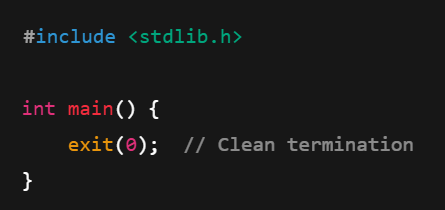 #include <stdlib.h>

int main() {
    exit(0);  // Clean termination
}